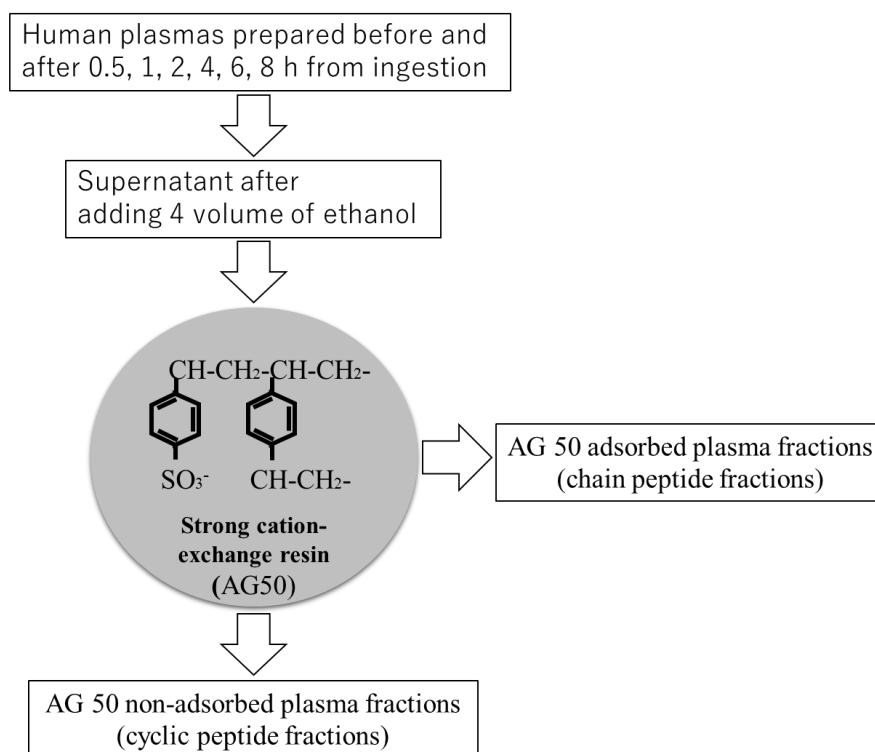 Human plasmas prepared before and
after 0.5, 1, 2, 4, 6, 8 h from ingestion
Supernatant after
adding 4 volume of ethanol
CH-CH₂-CH-CH₂-
SO₃⁻ CH-CH₂-
Strong cation-
exchange resin
(AG50)
AG 50 adsorbed plasma fractions
(chain peptide fractions)
AG 50 non-adsorbed plasma fractions
(cyclic peptide fractions)